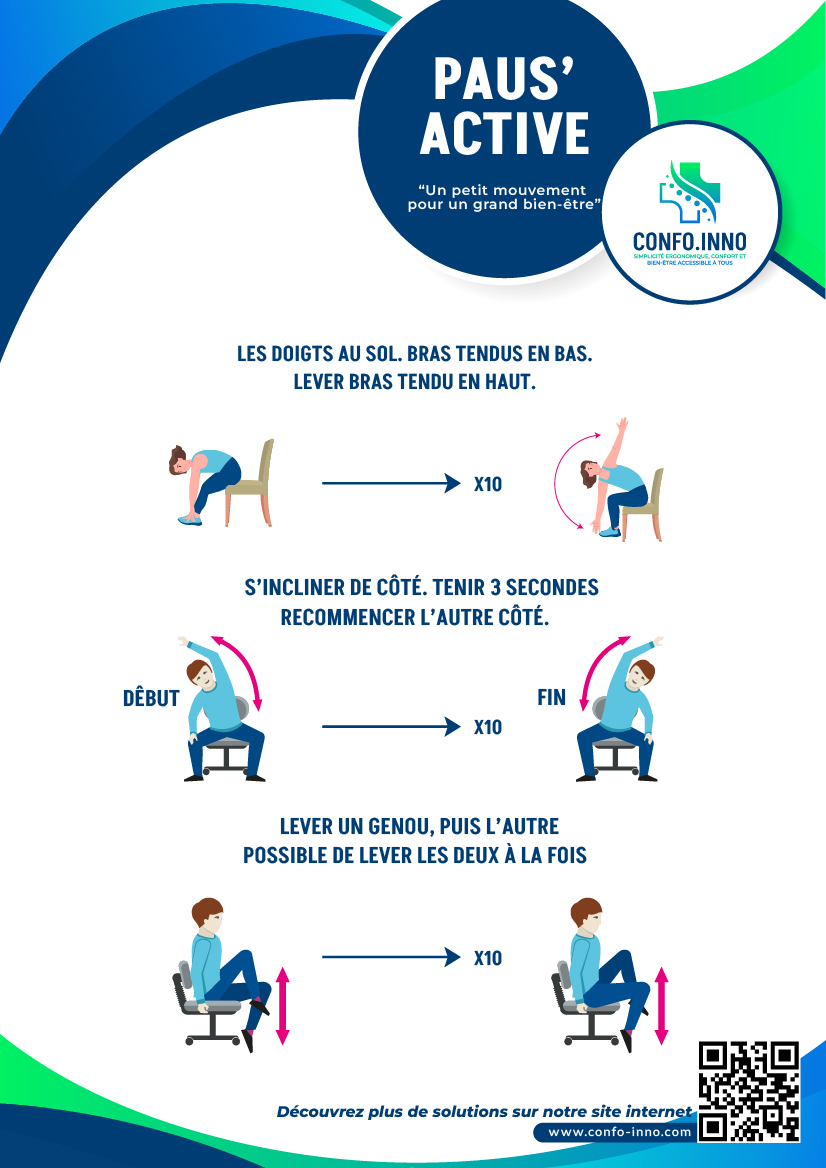 PAUS’
ACTIVE
“Un petit mouvement
pour un grand bien-être”
CONFO.INNO
SIMPLICITÉ ERGONOMIQUE, CONFORT ET
BIEN-ÊTRE ACCESSIBLE À TOUS
LES DOIGTS AU SOL. BRAS TENDUS EN BAS.
LEVER BRAS TENDU EN HAUT.
X10
S’INCLINER DE CÔTÉ. TENIR 3 SECONDES
RECOMMENCER L’AUTRE CÔTÉ.
DÊBUT
FIN
X10
LEVER UN GENOU, PUIS L’AUTRE
POSSIBLE DE LEVER LES DEUX À LA FOIS
X10
Découvrez plus de solutions sur notre site internet
www.confo-inno.com